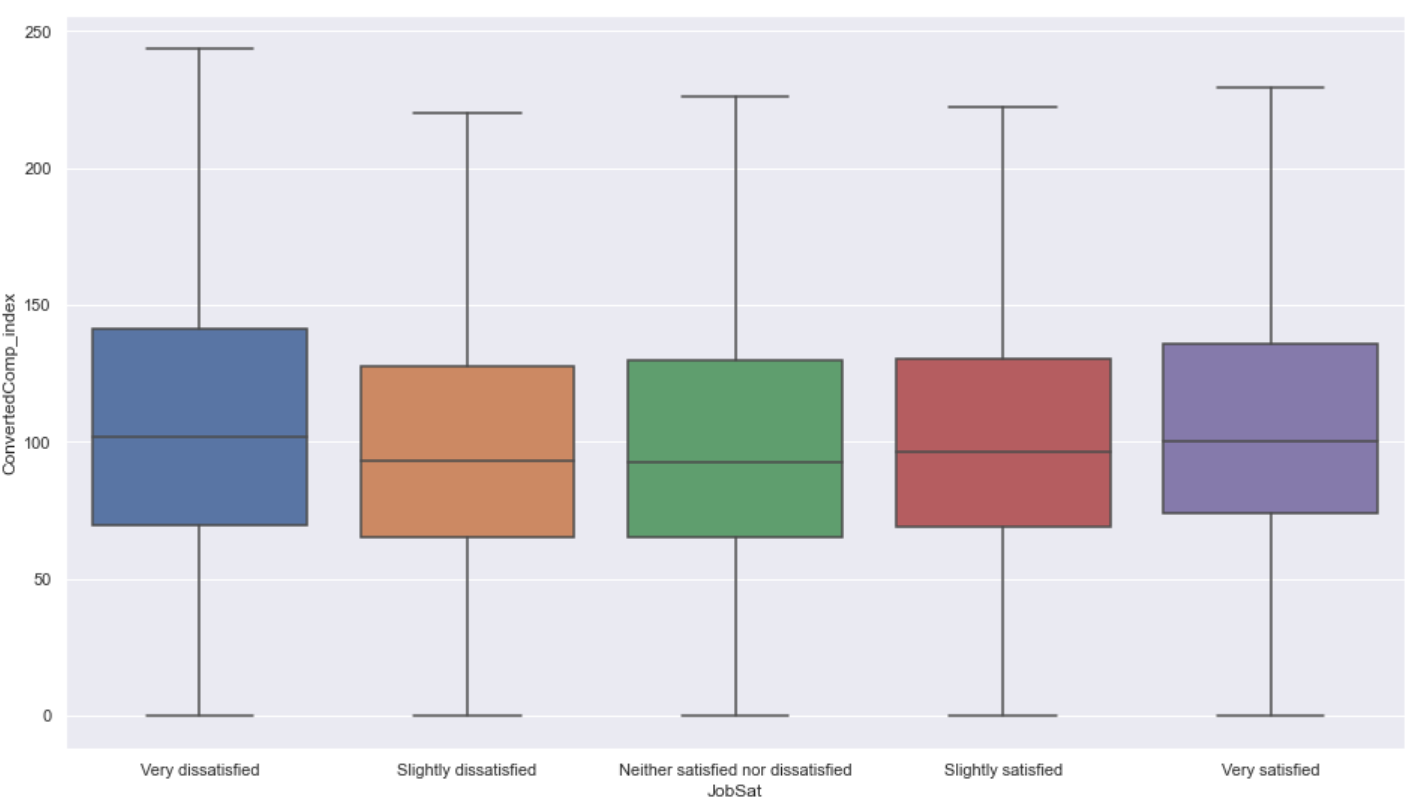 250
200
150
100
50
0
ConvertedComp_index
Very dissatisfied
Slightly dissatisfied
Neither satisfied nor dissatisfied
Slightly satisfied
Very satisfied
JobSat